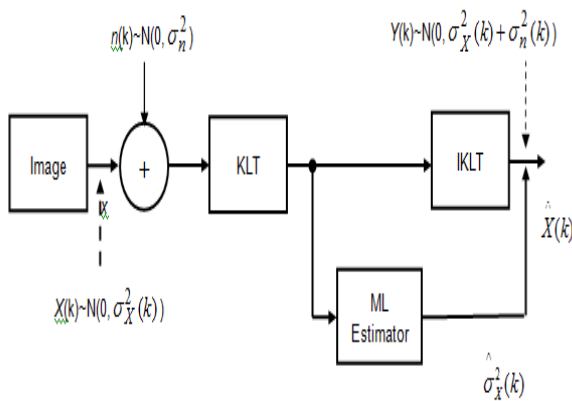 n(k)~N(0, σ_n^2)
Y(k)~N(0, σ_X^2(k) + σ_n^2(k))
Image
+
KLT
IKLT
X(k)~N(0, σ_X^2(k))
X̂(k)
ML
Estimator
σ̂_X^2(k)